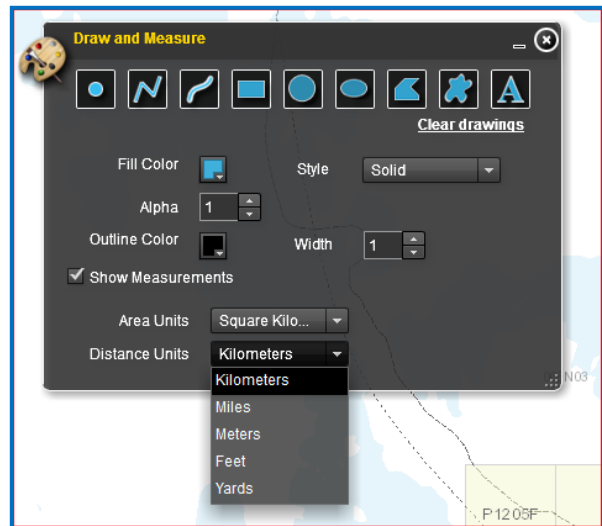 Draw and Measure
A
Clear drawings
Fill Color Style Solid
Alpha 1
Outline Color Width 1
Show Measurements
Area Units Square Kilo...
Distance Units Kilometers
Kilometers
Miles
Meters
Feet
Yards
N03
P1205F